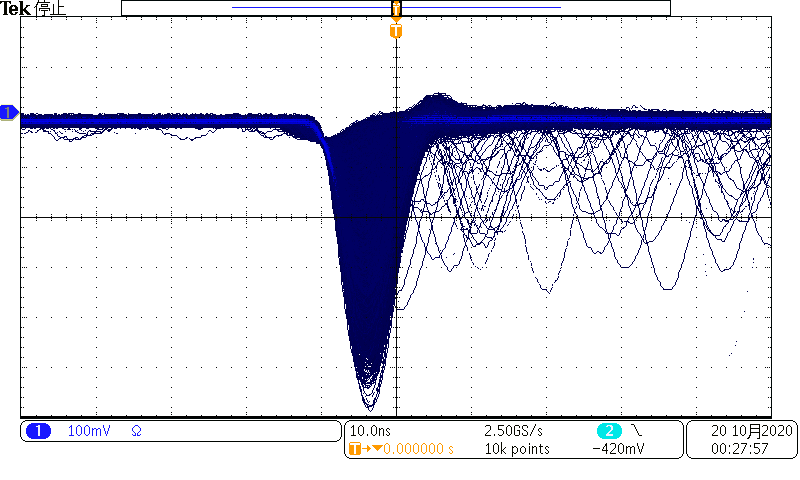 Tek 停止
T
T
1
1 100mV Ω
10.0ns 2.50GS/s 2 -420mV
T→▼0.000000 s 10k points
20 10月2020
00:27:57